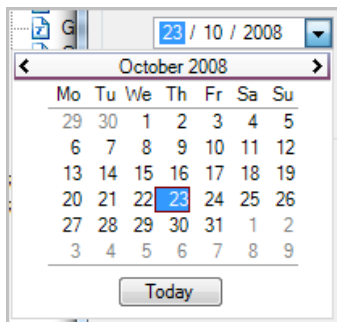 G
23 / 10 / 2008
October 2008
Mo Tu We Th Fr Sa Su
29 30 1 2 3 4 5
6 7 8 9 10 11 12
13 14 15 16 17 18 19
20 21 22 23 24 25 26
27 28 29 30 31 1 2
3 4 5 6 7 8 9
Today